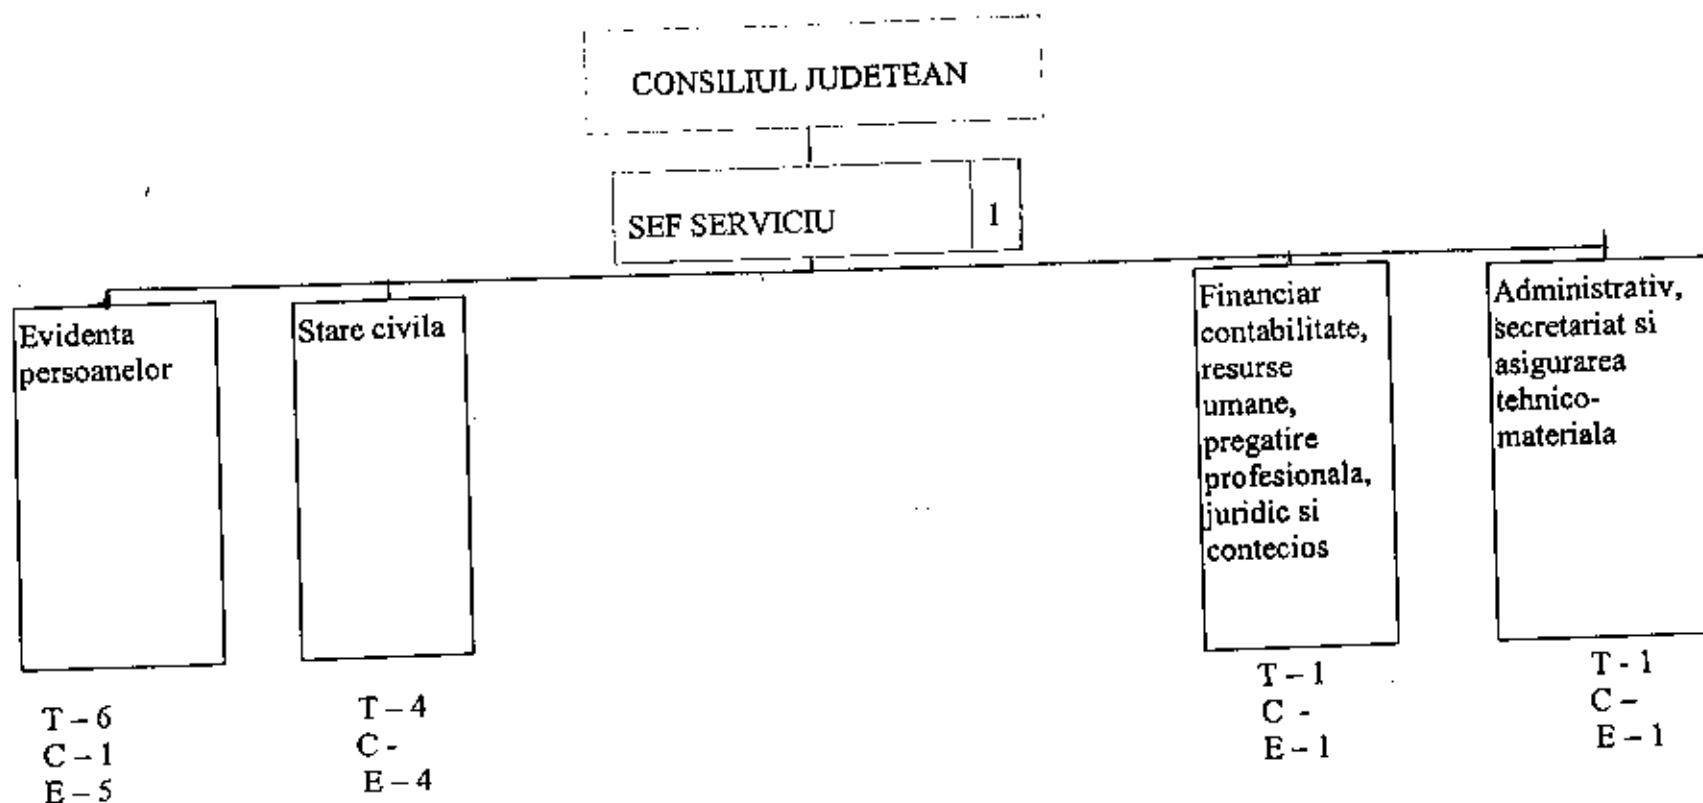 CONSILIUL JUDETEAN
SEF SERVICIU
1
Evidenta
persoanelor
T – 6
C – 1
E – 5
Stare civila
T – 4
C -
E – 4
Financiar
contabilitate,
resurse
umane,
pregatire
profesionala,
juridic si
contecios
T – 1
C -
E – 1
Administrativ,
secretariat si
asigurarea
tehnico-
materiala
T - 1
C –
E – 1